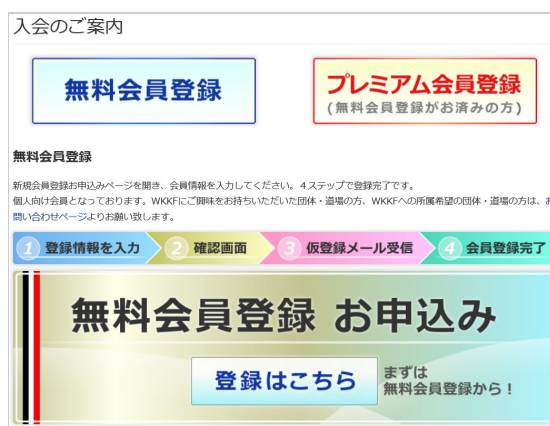 入会のご案内
無料会員登録
プレミアム会員登録
(無料会員登録がお済みの方)
無料会員登録
新規会員登録お申込みページを開き、会員情報を入力してください。4ステップで登録完了です。
個人向け会員となっております。WKKFにご興味をお持ちいただいた団体・道場の方、WKKFへの所属希望の団体・道場の方は、お
問い合わせページよりお願い致します。
1 登録情報を入力 2 確認画面 3 仮登録メール受信 4 会員登録完了
無料会員登録 お申込み
登録はこちら
まずは
無料会員登録から!